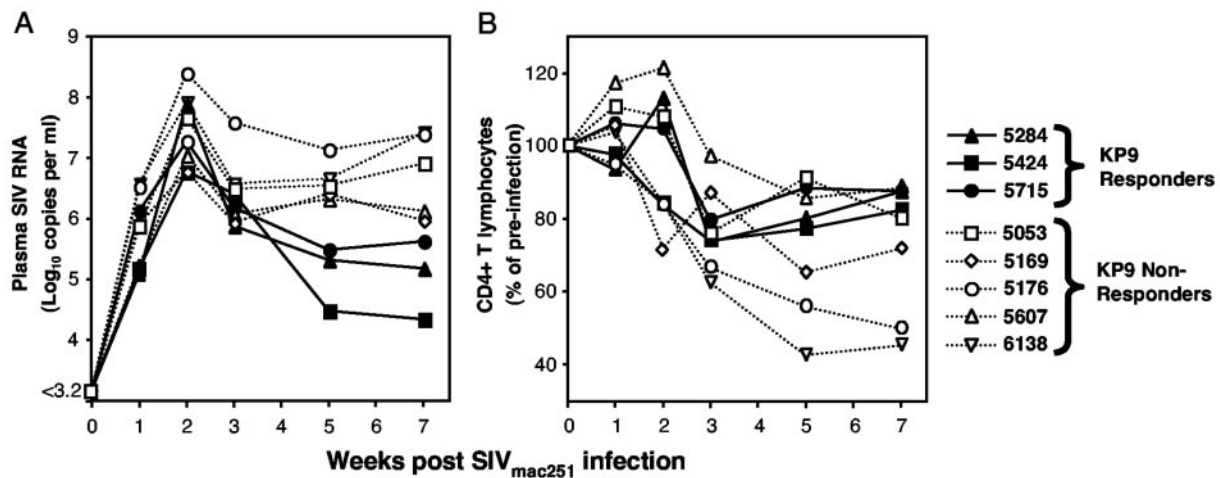 A
Plasma SIV RNA
(Log10 copies per ml)
9
8
7
6
5
4
<3.2
0 1 2 3 4 5 6 7
B
CD4+ T lymphocytes
(% of pre-infection)
120
100
80
60
40
0 1 2 3 4 5 6 7
Weeks post SIVmac251 infection
5284
5424
5715
KP9
Responders
5053
5169
5176
5607
6138
KP9 Non-
Responders